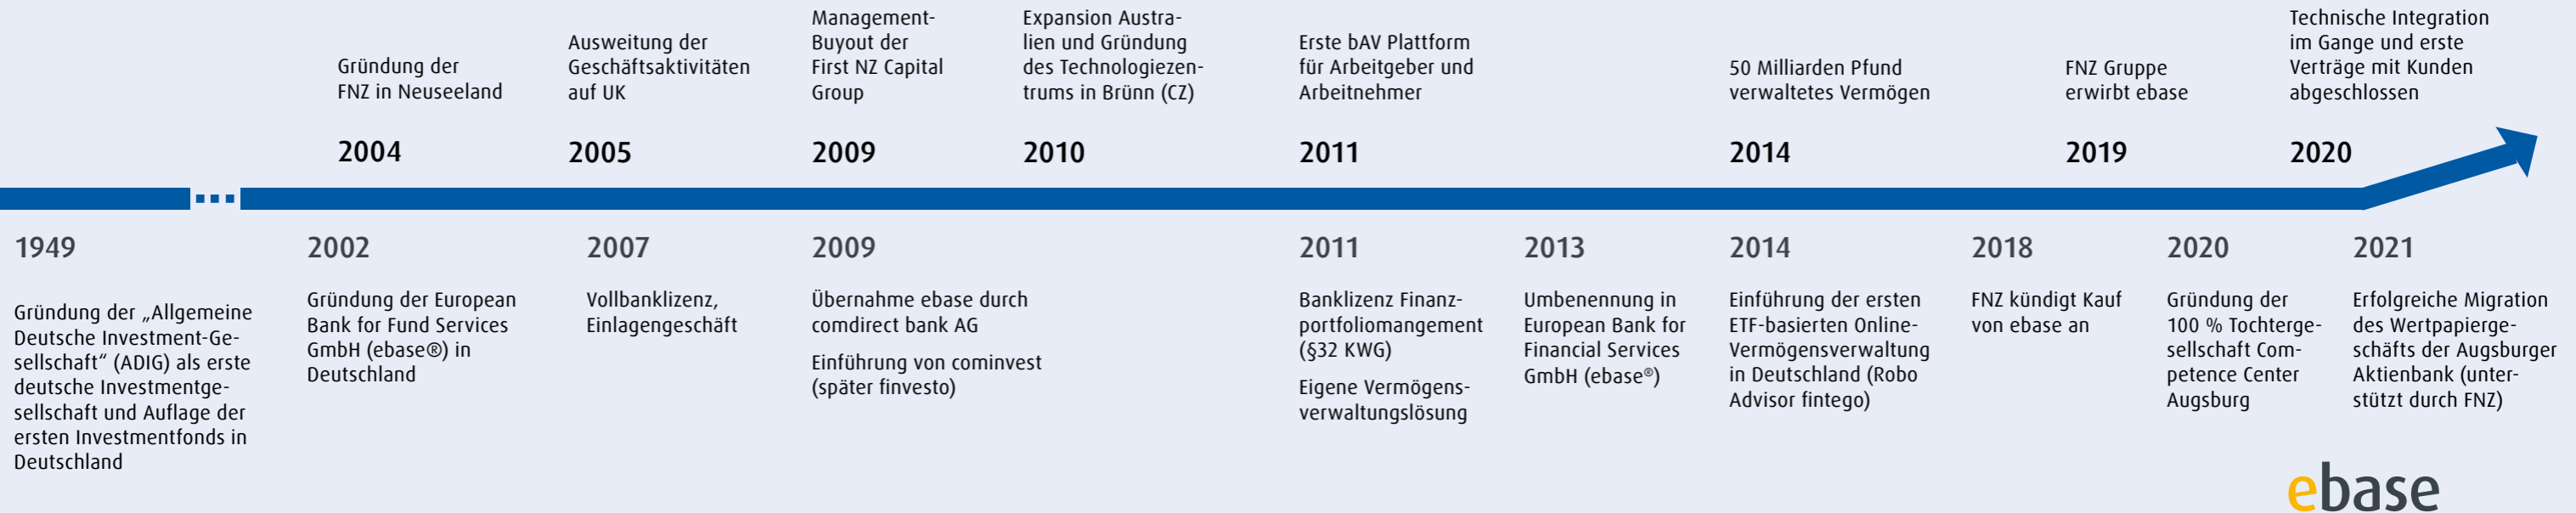 Gründung der
FNZ in Neuseeland
2004
Ausweitung der
Geschäftsaktivitäten
auf UK
2005
Management-
Buyout der
First NZ Capital
Group
2009
Expansion Austra-
lien und Gründung
des Technologiezen-
trums in Brünn (CZ)
2010
Erste bAV Plattform
für Arbeitgeber und
Arbeitnehmer
2011
50 Milliarden Pfund
verwaltetes Vermögen
2014
FNZ Gruppe
erwirbt ebase
2019
Technische Integration
im Gange und erste
Verträge mit Kunden
abgeschlossen
2020
1949
Gründung der „Allgemeine
Deutsche Investment-Ge-
sellschaft“ (ADIG) als erste
deutsche Investmentge-
sellschaft und Auflage der
ersten Investmentfonds in
Deutschland
2002
Gründung der European
Bank for Fund Services
GmbH (ebase®) in
Deutschland
2007
Vollbanklizenz,
Einlagengeschäft
2009
Übernahme ebase durch
comdirect bank AG
Einführung von cominvest
(später finvesto)
2011
Banklizenz Finanz-
portfoliomangement
(§32 KWG)
Eigene Vermögens-
verwaltungslösung
2013
Umbenennung in
European Bank for
Financial Services
GmbH (ebase®)
2014
Einführung der ersten
ETF-basierten Online-
Vermögensverwaltung
in Deutschland (Robo
Advisor fintego)
2018
FNZ kündigt Kauf
von ebase an
2020
Gründung der
100 % Tochterge-
sellschaft Com-
petence Center
Augsburg
2021
Erfolgreiche Migration
des Wertpapierge-
schäfts der Augsburger
Aktienbank (unter-
stützt durch FNZ)
ebase